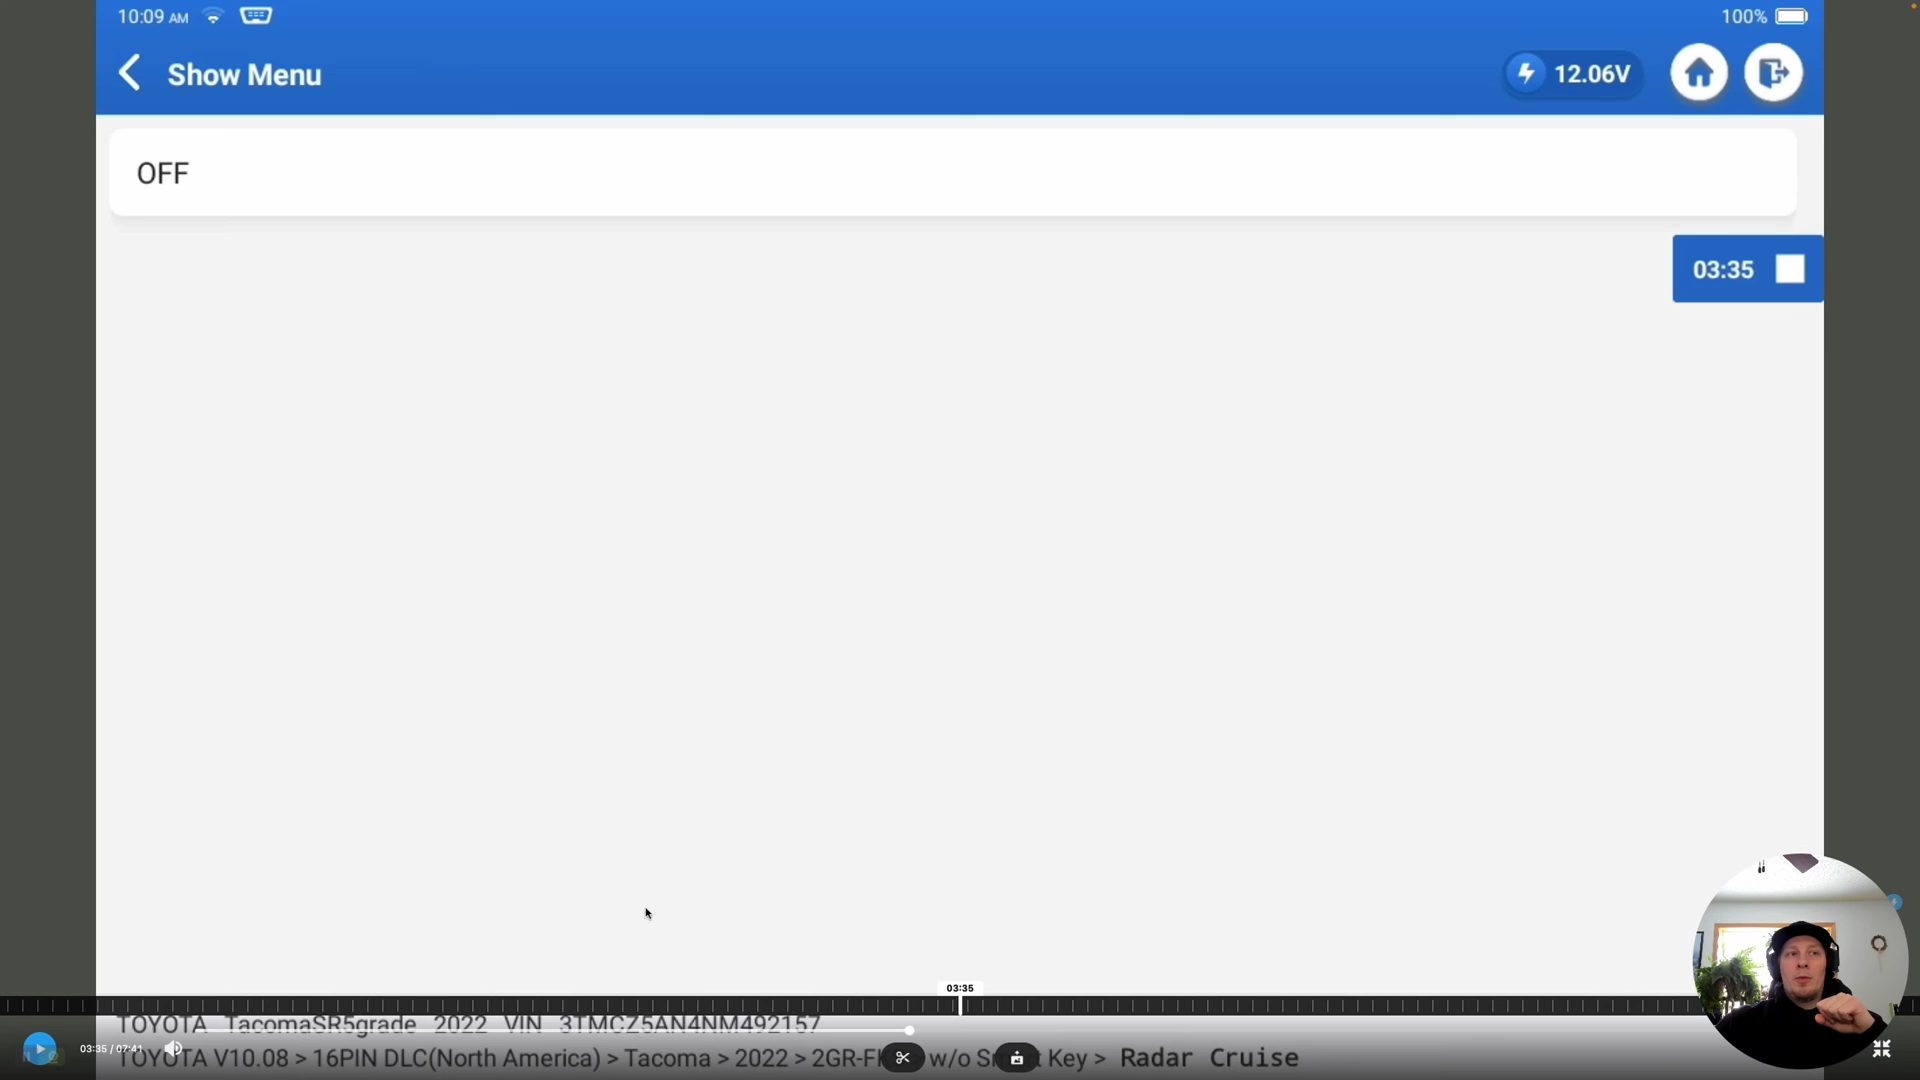 10:09 AM
100%
Show Menu
12.06V
OFF
03:35
03:35
TOYOTA TacomaSR5grade 2022 VIN 3TMCZ5AN4NM492157
03:35 / 07:41
TOYOTA V10.08 > 16PIN DLC(North America) > Tacoma > 2022 > w/o Key > Radar Cruise